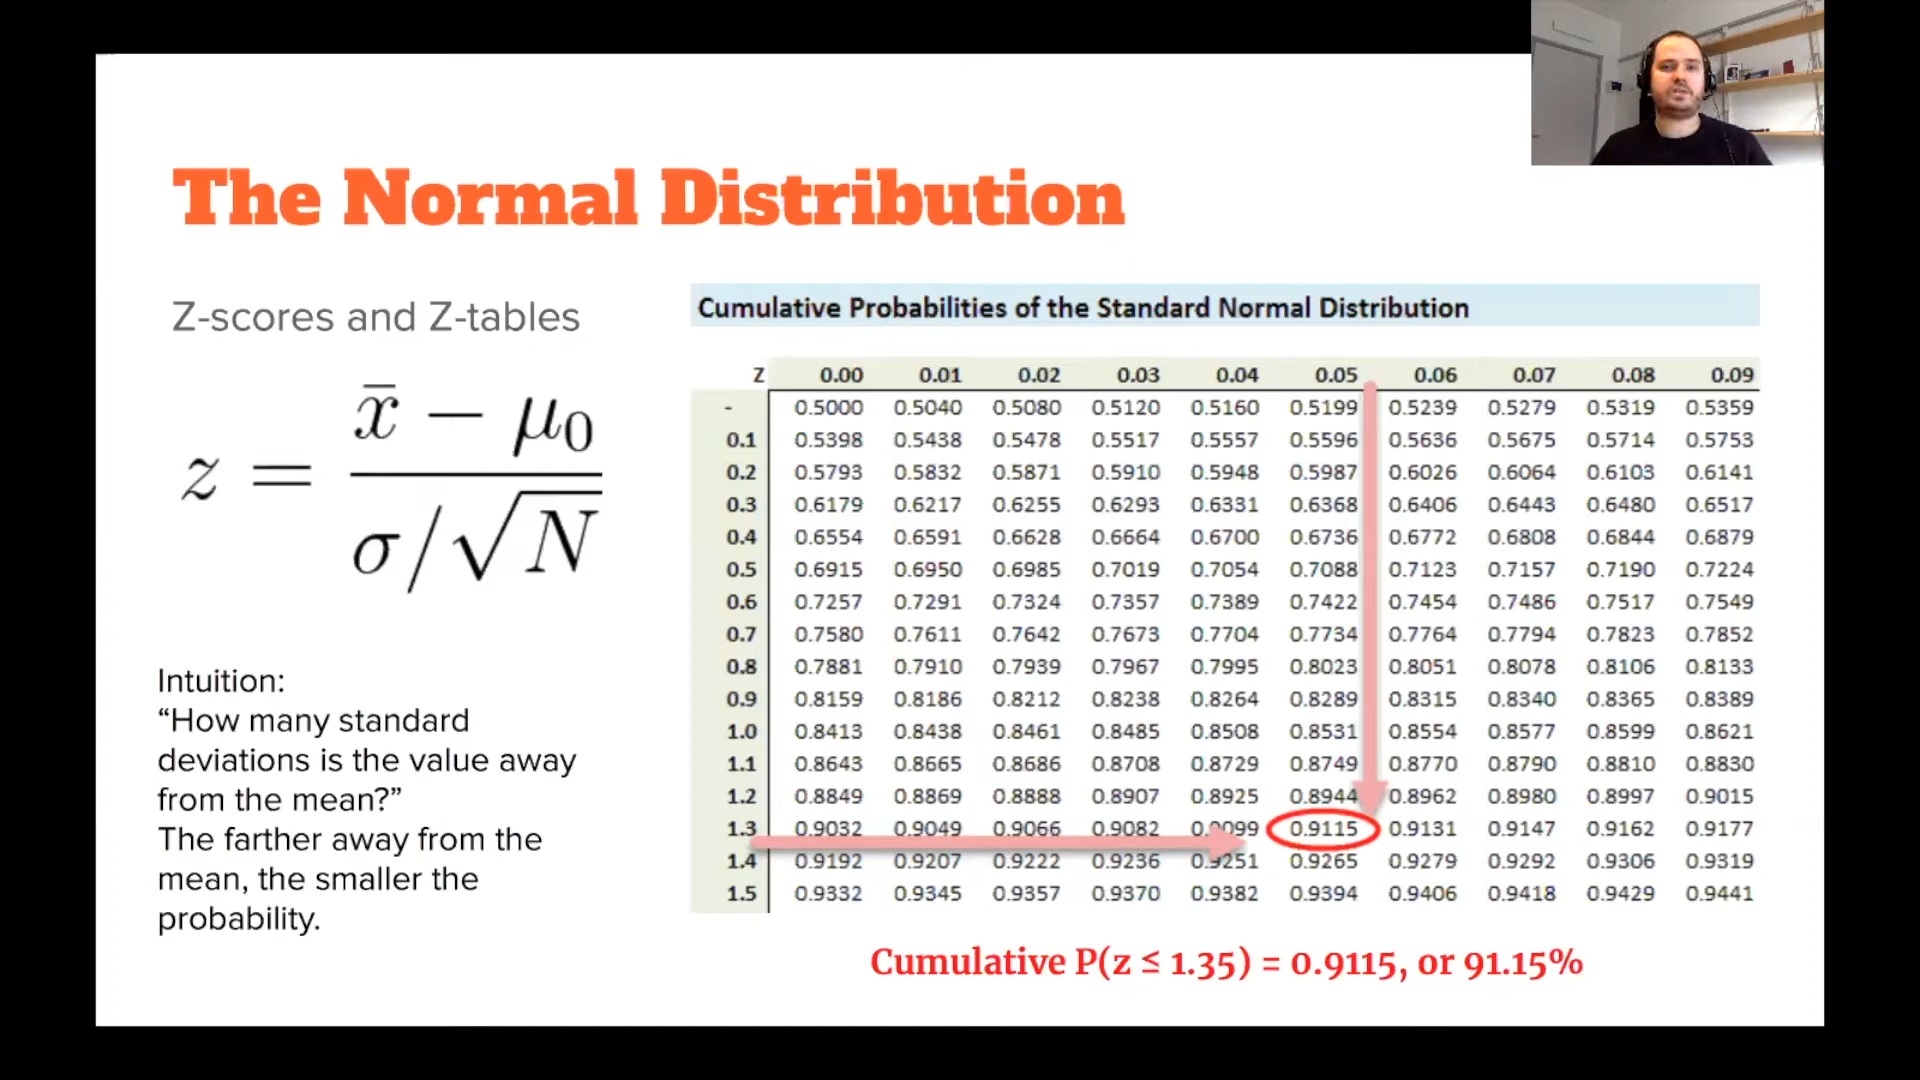 The Normal Distribution
Z-scores and Z-tables
z = x̄ − μ0 / σ/√N
Intuition:
“How many standard
deviations is the value away
from the mean?”
The farther away from the
mean, the smaller the
probability.
Cumulative Probabilities of the Standard Normal Distribution
Z 0.00 0.01 0.02 0.03 0.04 0.05 0.06 0.07 0.08 0.09
- 0.5000 0.5040 0.5080 0.5120 0.5160 0.5199 0.5239 0.5279 0.5319 0.5359
0.1 0.5398 0.5438 0.5478 0.5517 0.5557 0.5596 0.5636 0.5675 0.5714 0.5753
0.2 0.5793 0.5832 0.5871 0.5910 0.5948 0.5987 0.6026 0.6064 0.6103 0.6141
0.3 0.6179 0.6217 0.6255 0.6293 0.6331 0.6368 0.6406 0.6443 0.6480 0.6517
0.4 0.6554 0.6591 0.6628 0.6664 0.6700 0.6736 0.6772 0.6808 0.6844 0.6879
0.5 0.6915 0.6950 0.6985 0.7019 0.7054 0.7088 0.7123 0.7157 0.7190 0.7224
0.6 0.7257 0.7291 0.7324 0.7357 0.7389 0.7422 0.7454 0.7486 0.7517 0.7549
0.7 0.7580 0.7611 0.7642 0.7673 0.7704 0.7734 0.7764 0.7794 0.7823 0.7852
0.8 0.7881 0.7910 0.7939 0.7967 0.7995 0.8023 0.8051 0.8078 0.8106 0.8133
0.9 0.8159 0.8186 0.8212 0.8238 0.8264 0.8289 0.8315 0.8340 0.8365 0.8389
1.0 0.8413 0.8438 0.8461 0.8485 0.8508 0.8531 0.8554 0.8577 0.8599 0.8621
1.1 0.8643 0.8665 0.8686 0.8708 0.8729 0.8749 0.8770 0.8790 0.8810 0.8830
1.2 0.8849 0.8869 0.8888 0.8907 0.8925 0.8944 0.8962 0.8980 0.8997 0.9015
1.3 0.9032 0.9049 0.9066 0.9082 0.9099 0.9115 0.9131 0.9147 0.9162 0.9177
1.4 0.9192 0.9207 0.9222 0.9236 0.9251 0.9265 0.9279 0.9292 0.9306 0.9319
1.5 0.9332 0.9345 0.9357 0.9370 0.9382 0.9394 0.9406 0.9418 0.9429 0.9441
Cumulative P(z ≤ 1.35) = 0.9115, or 91.15%